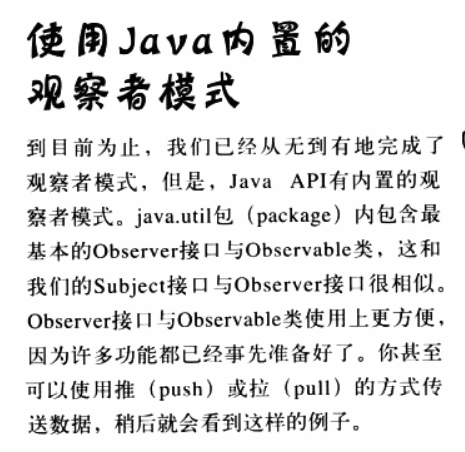 使用Java内置的
观察者模式
到目前为止，我们已经从无到有地完成了
观察者模式，但是，Java API有内置的观
察者模式。java.util包（package）内包含最
基本的Observer接口与Observable类，这和
我们的Subject接口与Observer接口很相似。
Observer接口与Observable类使用上更方便，
因为许多功能都已经事先准备好了。你甚至
可以使用推（push）或拉（pull）的方式传
送数据，稍后就会看到这样的例子。